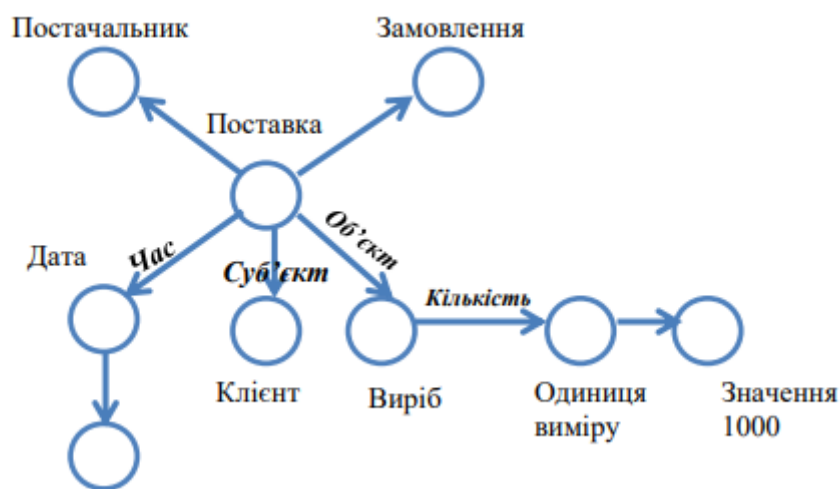 Постачальник
Замовлення
Поставка
Об’єкт
Час
Дата
Суб’єкт
Кількість
Клієнт
Виріб
Одиниця
виміру
Значення
1000